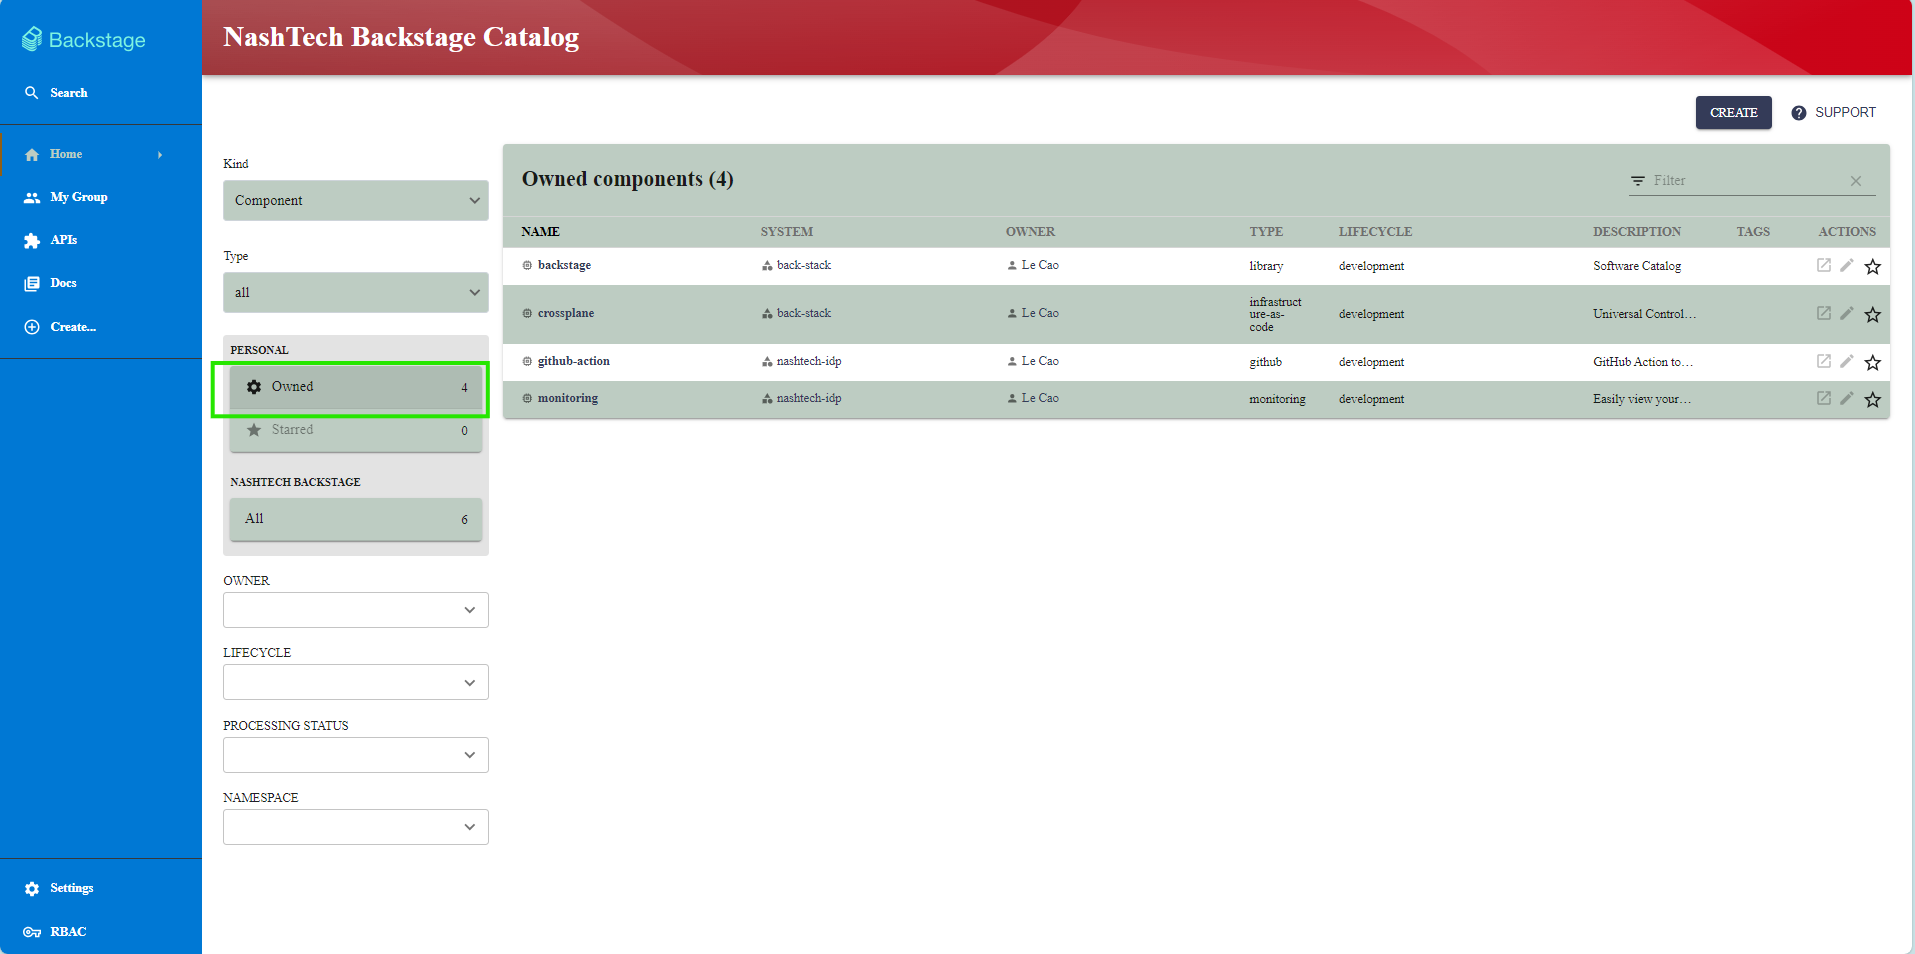 Backstage
Search
Home
My Group
APIs
Docs
Create...
Settings
RBAC
NashTech Backstage Catalog
CREATE
SUPPORT
Kind
Component
Type
all
PERSONAL
Owned 4
Starred 0
NASHTECH BACKSTAGE
All 6
OWNER
LIFECYCLE
PROCESSING STATUS
NAMESPACE
Owned components (4)
Filter
NAME SYSTEM OWNER TYPE LIFECYCLE DESCRIPTION TAGS ACTIONS
backstage back-stack Le Cao library development Software Catalog
crossplane back-stack Le Cao infrastruct
ure-as-
code development Universal Control…
github-action nashtech-idp Le Cao github development GitHub Action to…
monitoring nashtech-idp Le Cao monitoring development Easily view your…